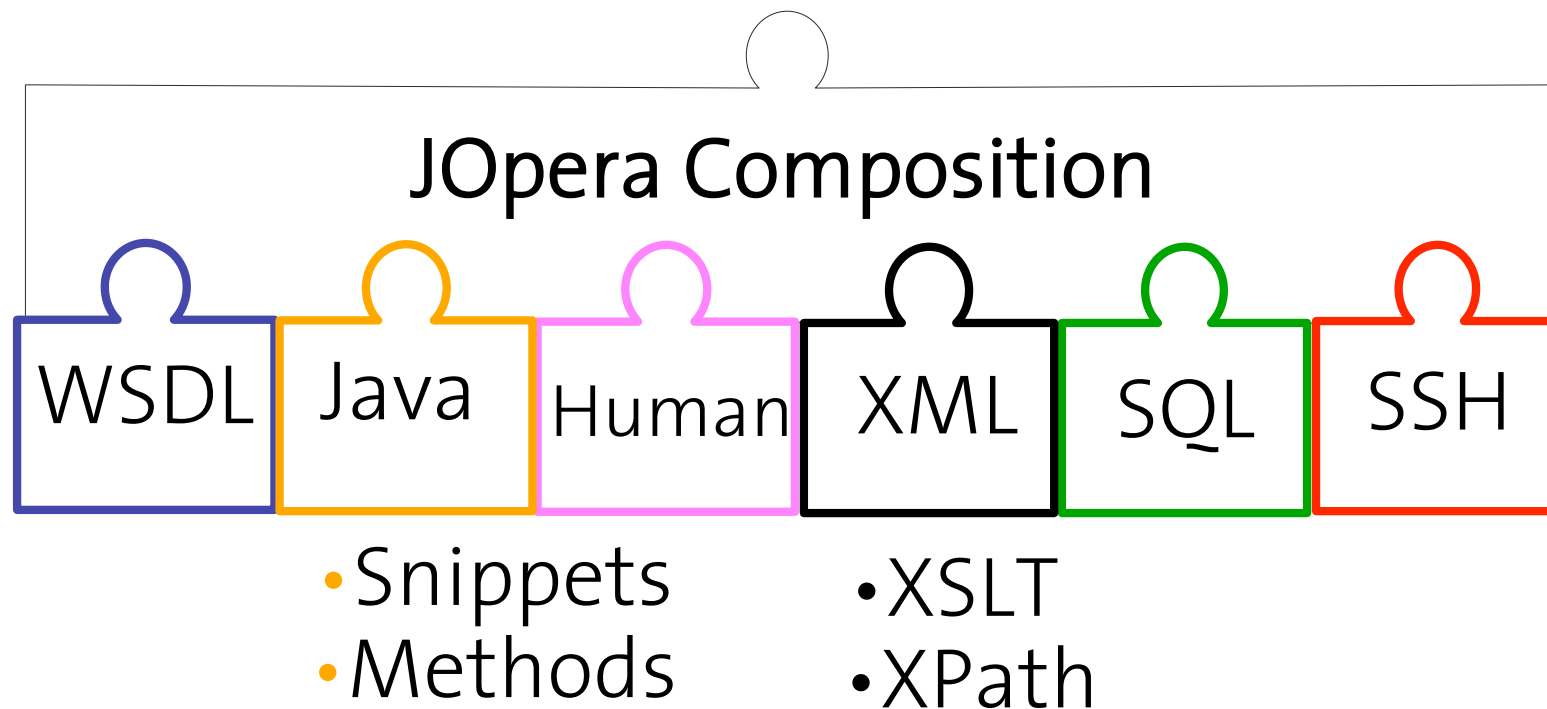 JOpera Composition
WSDL
Java
Human
XML
SQL
SSH
•Snippets
•Methods
•XSLT
•XPath